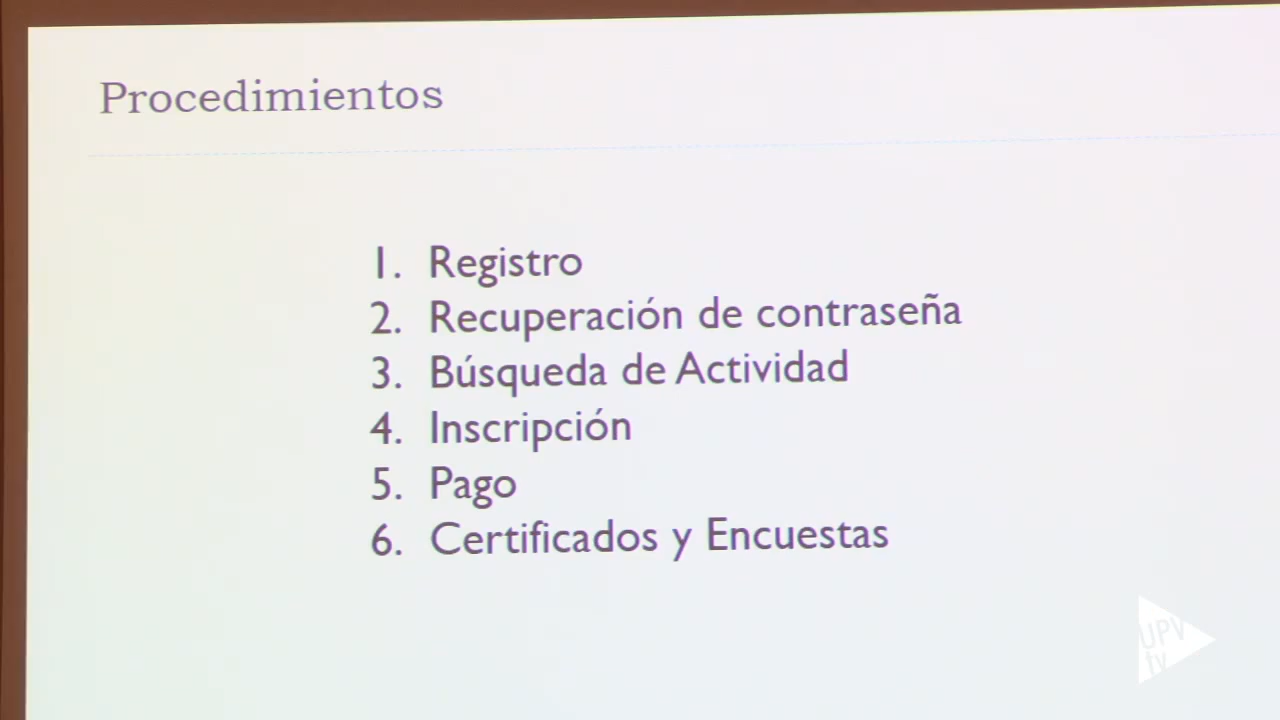 Procedimientos
1. Registro
2. Recuperación de contraseña
3. Búsqueda de Actividad
4. Inscripción
5. Pago
6. Certificados y Encuestas
UPV
tv